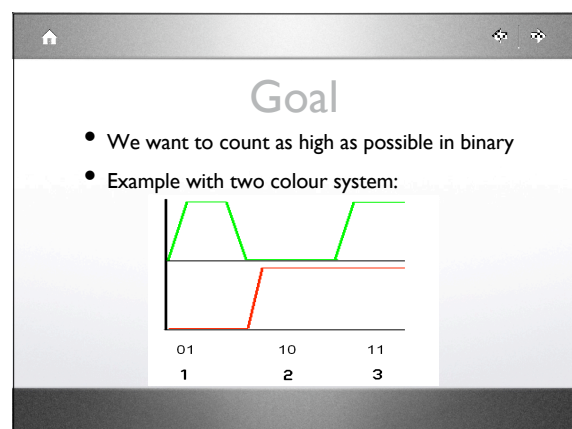 Goal
• We want to count as high as possible in binary
• Example with two colour system:
01 10 11
1 2 3